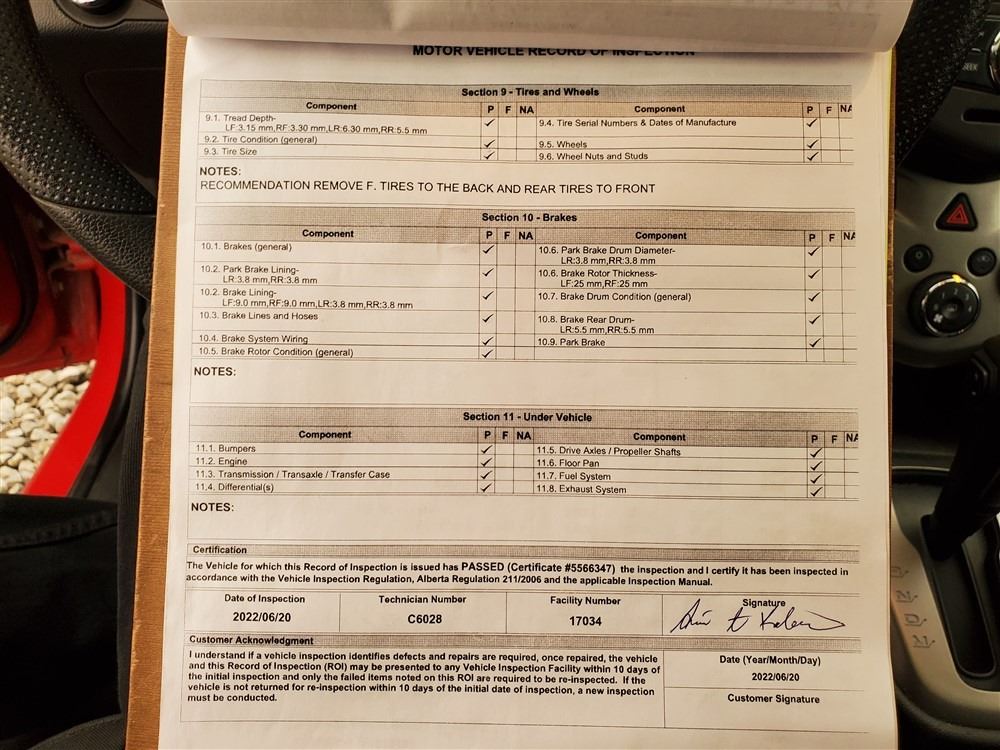 MOTOR VEHICLE RECORD OF INSPECTION
Section 9 - Tires and Wheels
Component P F NA Component P F NA
9.1. Tread Depth-
LF:3.15 mm,RF:3.30 mm,LR:6.30 mm,RR:5.5 mm
9.4. Tire Serial Numbers & Dates of Manufacture
9.2. Tire Condition (general)
9.5. Wheels
9.3. Tire Size
9.6. Wheel Nuts and Studs
NOTES:
RECOMMENDATION REMOVE F. TIRES TO THE BACK AND REAR TIRES TO FRONT
Section 10 - Brakes
Component P F NA Component P F NA
10.1. Brakes (general)
10.6. Park Brake Drum Diameter-
LR:3.8 mm,RR:3.8 mm
10.2. Park Brake Lining-
LR:3.8 mm,RR:3.8 mm
10.6. Brake Rotor Thickness-
LF:25 mm,RF:25 mm
10.2. Brake Lining-
LF:9.0 mm,RF:9.0 mm,LR:3.8 mm,RR:3.8 mm
10.7. Brake Drum Condition (general)
10.3. Brake Lines and Hoses
10.8. Brake Rear Drum-
LR:5.5 mm,RR:5.5 mm
10.4. Brake System Wiring
10.9. Park Brake
10.5. Brake Rotor Condition (general)
NOTES:
Section 11 - Under Vehicle
Component P F NA Component P F NA
11.1. Bumpers
11.5. Drive Axles / Propeller Shafts
11.2. Engine
11.6. Floor Pan
11.3. Transmission / Transaxle / Transfer Case
11.7. Fuel System
11.4. Differential(s)
11.8. Exhaust System
NOTES:
Certification
The Vehicle for which this Record of Inspection is issued has PASSED (Certificate #5566347) the inspection and I certify it has been inspected in
accordance with the Vehicle Inspection Regulation, Alberta Regulation 211/2006 and the applicable Inspection Manual.
Date of Inspection Technician Number Facility Number Signature
2022/06/20 C6028 17034
Customer Acknowledgment
I understand if a vehicle inspection identifies defects and repairs are required, once repaired, the vehicle
and this Record of Inspection (ROI) may be presented to any Vehicle Inspection Facility within 10 days of
the initial inspection and only the failed items noted on this ROI are required to be re-inspected. If the
vehicle is not returned for re-inspection within 10 days of the initial date of inspection, a new inspection
must be conducted.
Date (Year/Month/Day)
2022/06/20
Customer Signature